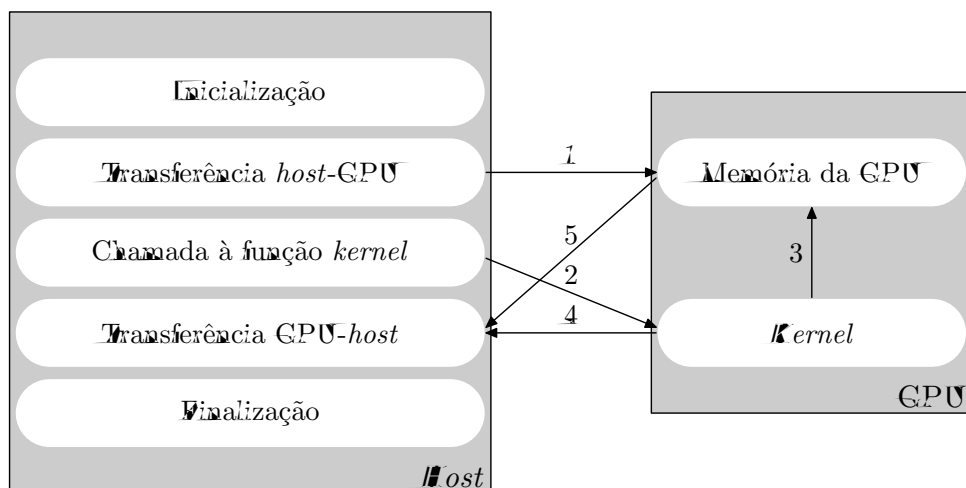 Inicialização
Transferência host-GPU
1
Memória da GPU
Chamada à função kernel
5
2
3
Transferência GPU-host
4
Kernel
Finalização
GPU
Host